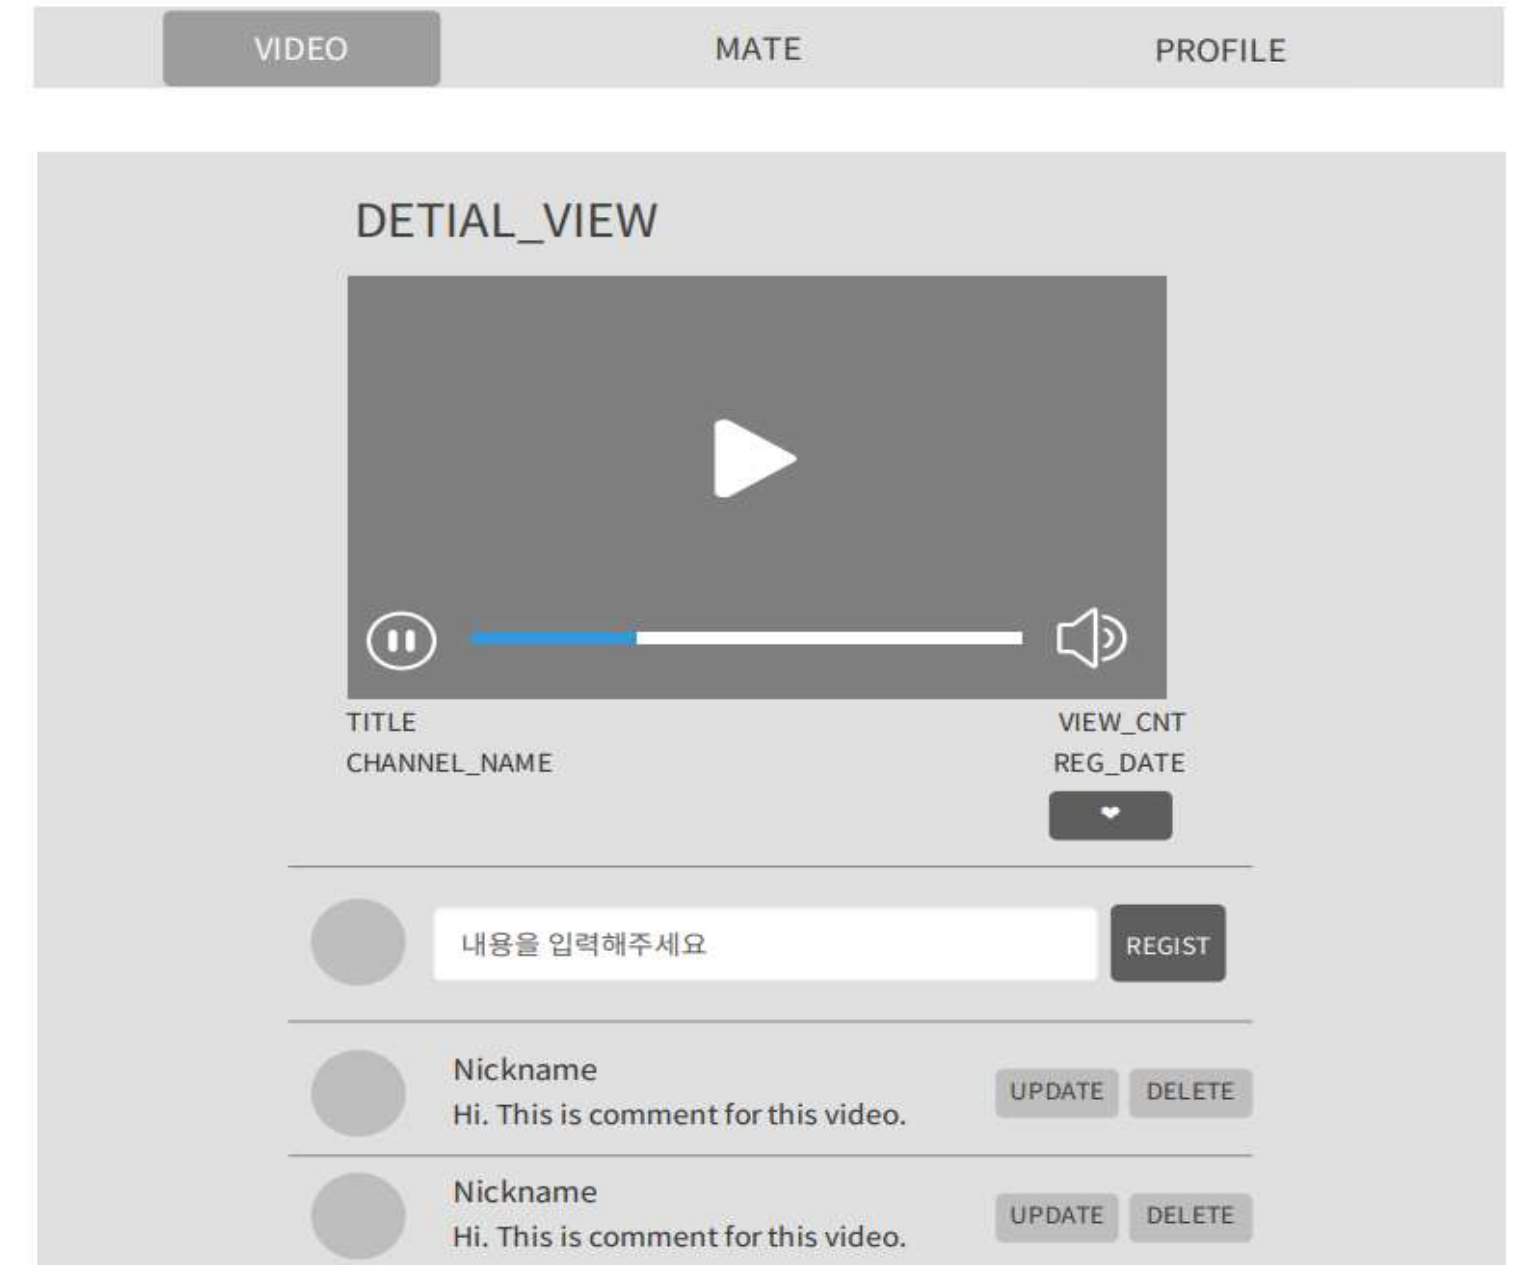 VIDEO MATE PROFILE
DETIAL_VIEW
TITLE VIEW_CNT
CHANNEL_NAME REG_DATE
❤
내용을 입력해주세요 REGIST
Nickname
Hi. This is comment for this video.
UPDATE DELETE
Nickname
Hi. This is comment for this video.
UPDATE DELETE